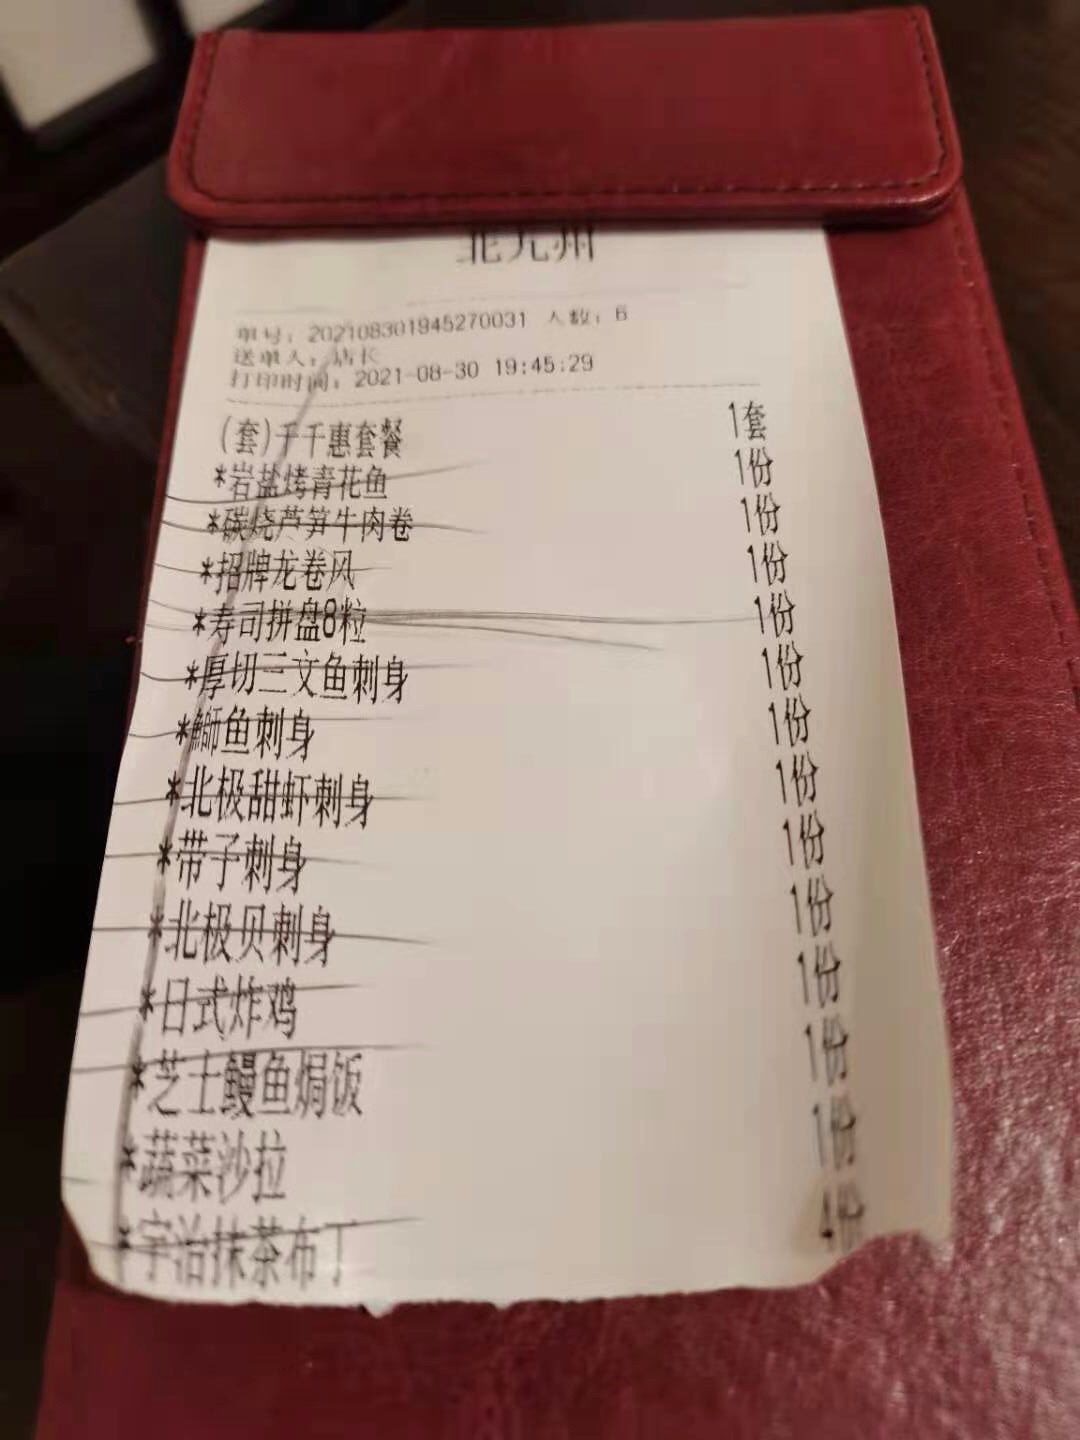 北九州
单号：202108301945270031 人数：6
送单人：店长
打印时间：2021-08-30 19:45:29
(套)千千惠套餐 1套
*岩盐烤青花鱼 1份
*碳烧芦笋牛肉卷 1份
*招牌龙卷风 1份
*寿司拼盘8粒 1份
*厚切三文鱼刺身 1份
*鰤鱼刺身 1份
*北极甜虾刺身 1份
*带子刺身 1份
*北极贝刺身 1份
*日式炸鸡 1份
*芝士鳗鱼焗饭 1份
*蔬菜沙拉 1份
*宇治抹茶布丁 4份